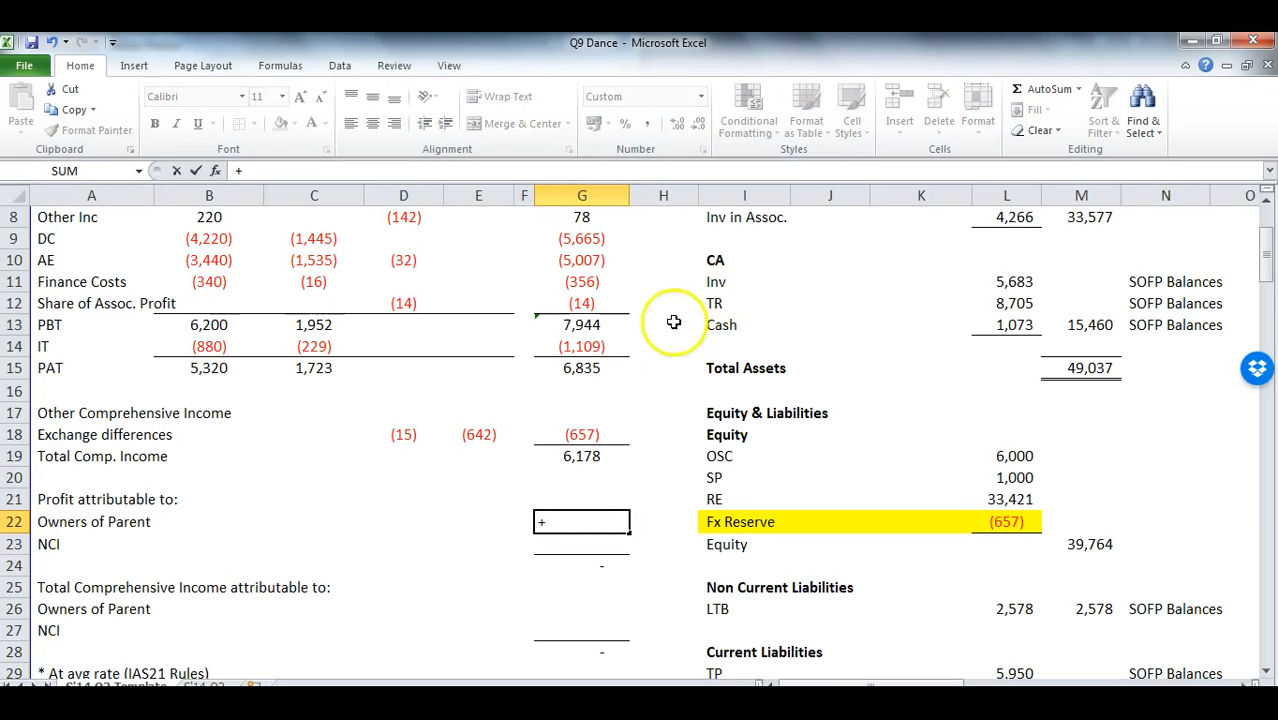 Q9 Dance - Microsoft Excel
File Home Insert Page Layout Formulas Data Review View
Cut Calibri 11 Wrap Text Custom AutoSum
Copy Fill
Paste Format Painter Merge & Center Conditional Formatting Format as Table Cell Styles Insert Delete Format Clear Sort & Filter Find & Select
Clipboard Font Alignment Number Styles Cells Editing
SUM fx +
A B C D E F G H I J K L M N O
8 Other Inc 220 (142) 78 Inv in Assoc. 4,266 33,577
9 DC (4,220) (1,445) (5,665)
10 AE (3,440) (1,535) (32) (5,007) CA
11 Finance Costs (340) (16) (356) Inv 5,683 SOFP Balances
12 Share of Assoc. Profit (14) (14) TR 8,705 SOFP Balances
13 PBT 6,200 1,952 7,944 Cash 1,073 15,460 SOFP Balances
14 IT (880) (229) (1,109)
15 PAT 5,320 1,723 6,835 Total Assets 49,037
16
17 Other Comprehensive Income Equity & Liabilities
18 Exchange differences (15) (642) (657) Equity
19 Total Comp. Income 6,178 OSC 6,000
20 SP 1,000
21 Profit attributable to: RE 33,421
22 Owners of Parent + Fx Reserve (657)
23 NCI Equity 39,764
24 -
25 Total Comprehensive Income attributable to: Non Current Liabilities
26 Owners of Parent LTB 2,578 2,578 SOFP Balances
27 NCI
28 - Current Liabilities
29 * At avg rate (IAS21 Rules) TP 5,950 SOFP Balances